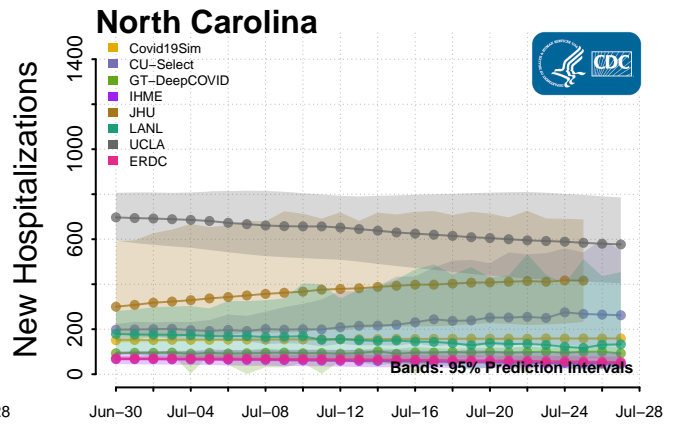 North Carolina
Covid19Sim
CU−Select
GT−DeepCOVID
IHME
JHU
LANL
UCLA
ERDC
CDC
New Hospitalizations
1400
1000
600
200
0
Bands: 95% Prediction Intervals
28
Jun−30 Jul−04 Jul−08 Jul−12 Jul−16 Jul−20 Jul−24 Jul−28